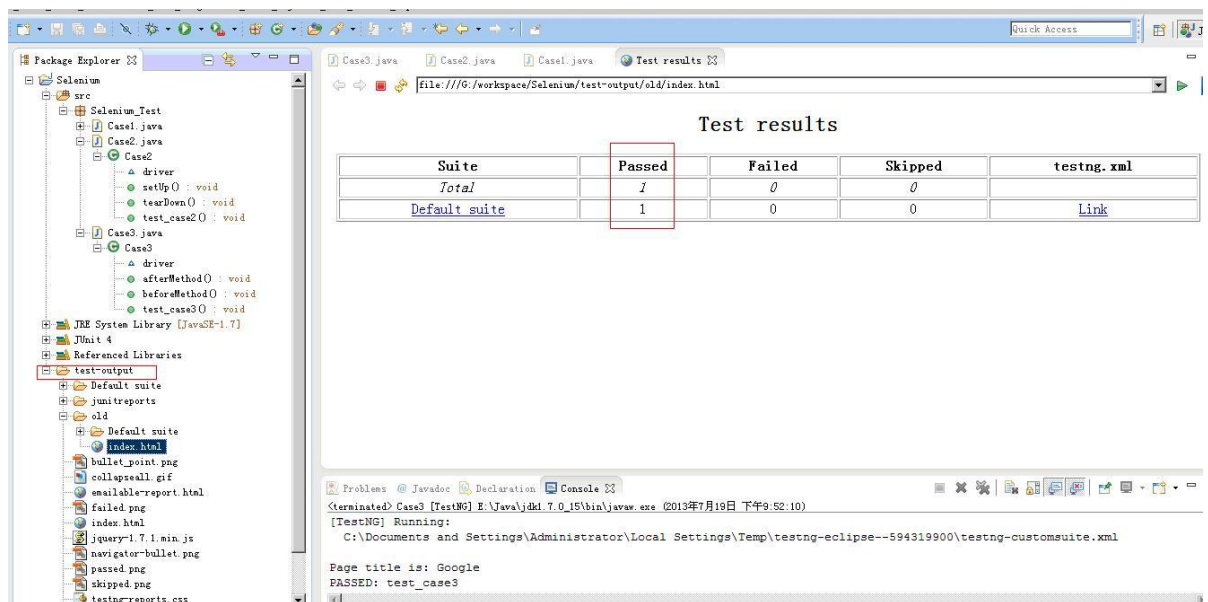 Quick Access
J
Package Explorer
Selenium
src
Selenium_Test
Case1.java
Case2.java
Case2
driver
setUp() : void
tearDown() : void
test_case2() : void
Case3.java
Case3
driver
afterMethod() : void
beforeMethod() : void
test_case3() : void
JRE System Library [JavaSE-1.7]
JUnit 4
Referenced Libraries
test-output
Default suite
junitreports
old
Default suite
index.html
bullet_point.png
collapseall.gif
emailable-report.html
failed.png
index.html
jquery-1.7.1.min.js
navigator-bullet.png
passed.png
skipped.png
testng-reports.css
Case3.java Case2.java Case1.java Test results
file:///G:/workspace/Selenium/test-output/old/index.html
Test results
Suite Passed Failed Skipped testng.xml
Total 1 0 0
Default suite 1 0 0 Link
Problems @ Javadoc Declaration Console
<terminated> Case3 [TestNG] E:\Java\jdk1.7.0_15\bin\javaw.exe (2013年7月19日 下午9:52:10)
[TestNG] Running:
C:\Documents and Settings\Administrator\Local Settings\Temp\testng-eclipse--594319900\testng-customsuite.xml
Page title is: Google
PASSED: test_case3